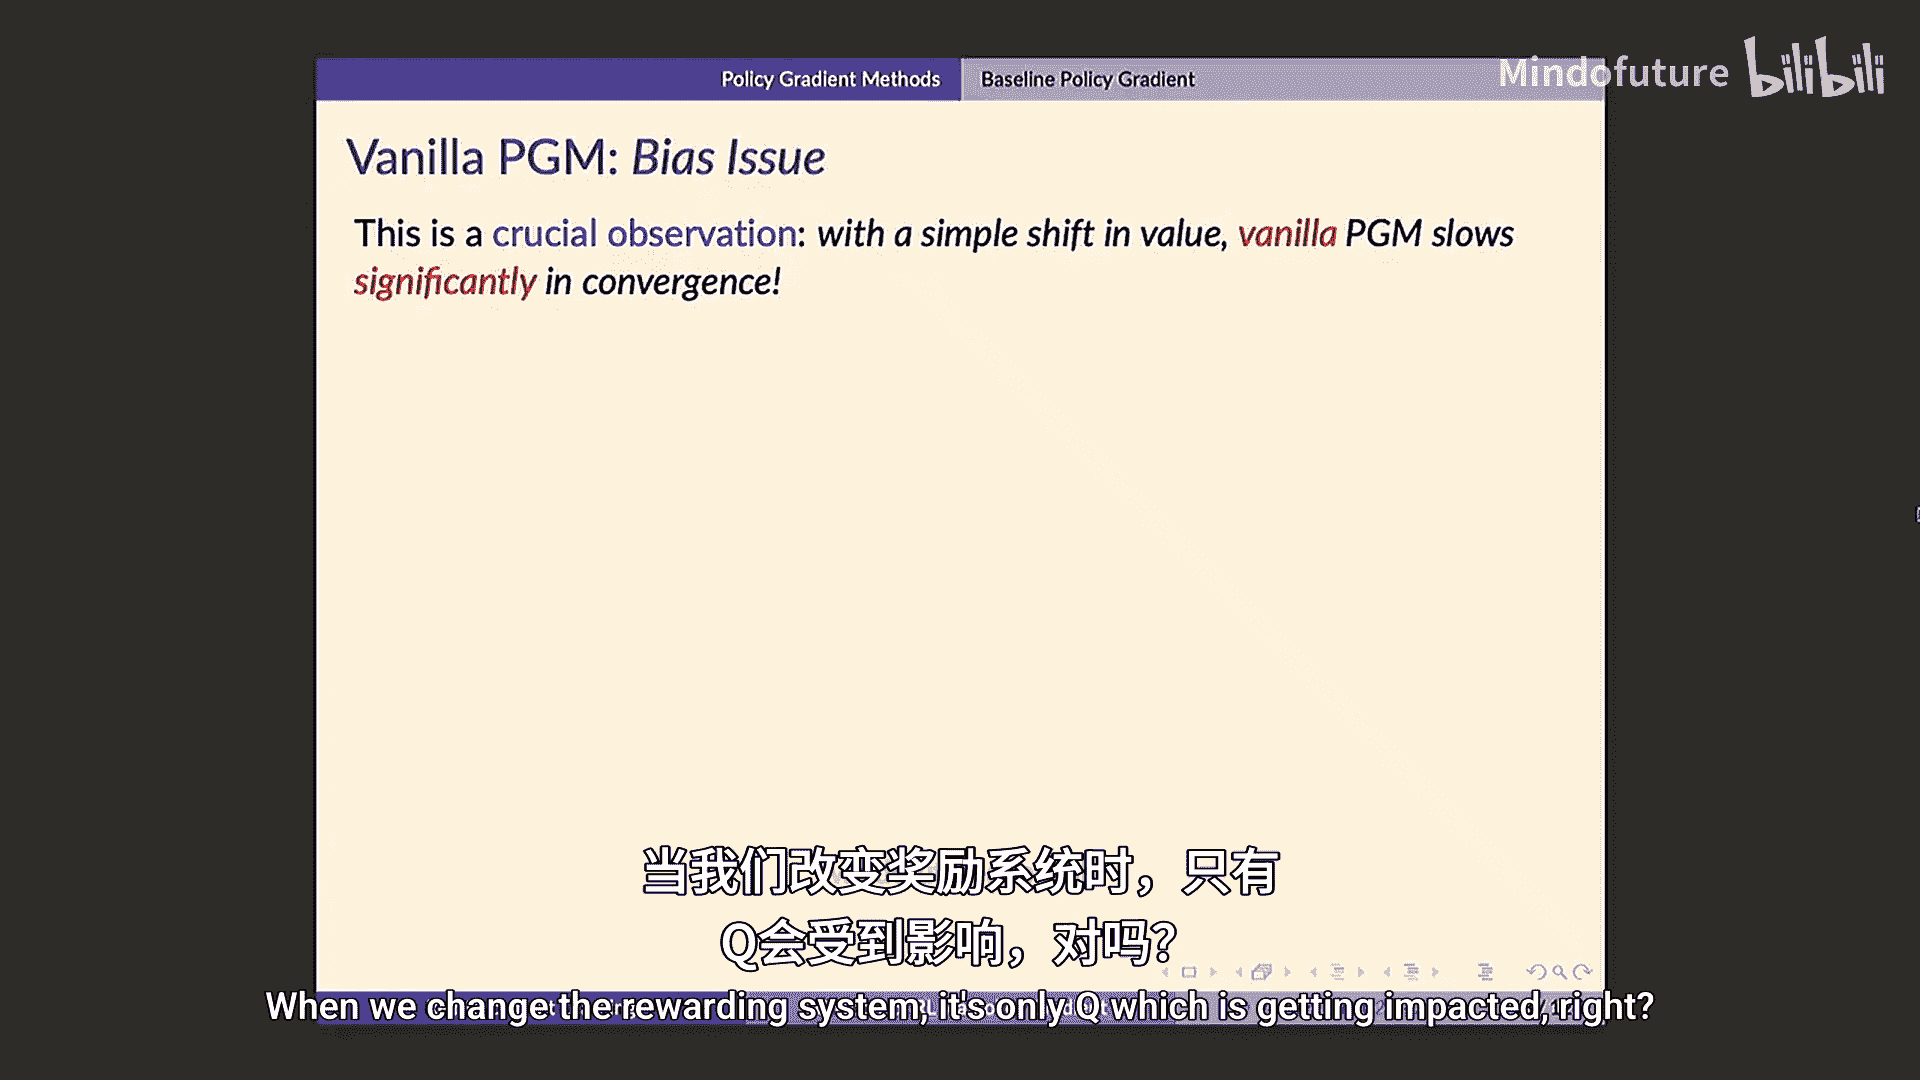 Policy Gradient Methods
Baseline Policy Gradient
Mindofuture bilibili
Vanilla PGM: Bias Issue
This is a crucial observation: with a simple shift in value, vanilla PGM slows
significantly in convergence!
当我们改变奖励系统时，只有
Q会受到影响，对吗？
When we change the rewarding system, it's only Q which is getting impacted, right?